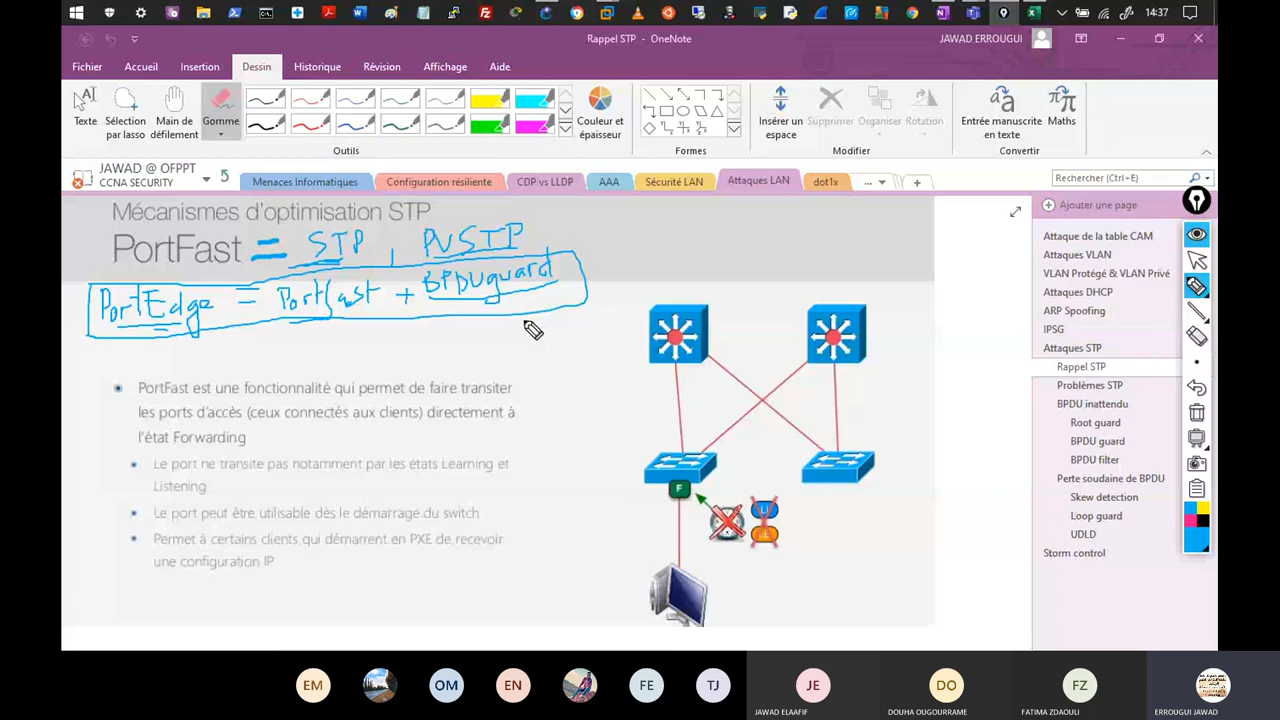 14:37
Rappel STP - OneNote
JAWAD ERROUGUI
Fichier Accueil Insertion Dessin Historique Révision Affichage Aide
Texte
Sélection par lasso
Main de défilement
Gomme
Couleur et épaisseur
Insérer un espace
Supprimer
Organiser
Rotation
Entrée manuscrite en texte
Maths
Outils
Formes
Modifier
Convertir
JAWAD @ OFPPT
CCNA SECURITY
Menaces Informatiques
Configuration résiliente
CDP vs LLDP
AAA
Sécurité LAN
Attaques LAN
dot1x
...
Rechercher (Ctrl+E)
Mécanismes d'optimisation STP
PortFast = STP , PVSTP
PortEdge = Portfast + BPDUguard
PortFast est une fonctionnalité qui permet de faire transiter
les ports d'accès (ceux connectés aux clients) directement à
l'état Forwarding
Le port ne transite pas notamment par les états Learning et
Listening
Le port peut être utilisable dès le démarrage du switch
Permet à certains clients qui démarrent en PXE de recevoir
une configuration IP
F
Ajouter une page
Attaque de la table CAM
Attaques VLAN
VLAN Protégé & VLAN Privé
Attaques DHCP
ARP Spoofing
IPSG
Attaques STP
Rappel STP
Problèmes STP
BPDU inattendu
Root guard
BPDU guard
BPDU filter
Perte soudaine de BPDU
Skew detection
Loop guard
UDLD
Storm control
EM
OM
EN
FE
TJ
JE
JAWAD ELAAFIF
DO
DOUHA OUGOURRAME
FZ
FATIMA ZDAOULI
ERROUGUI JAWAD